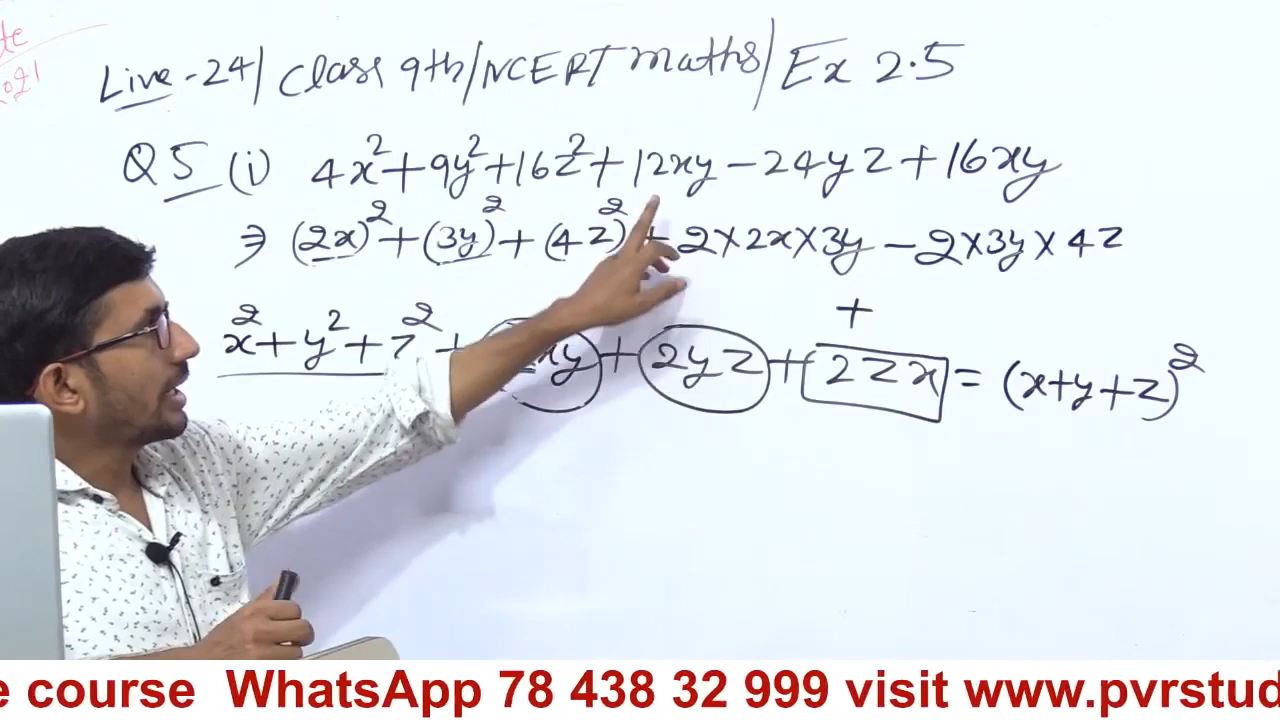 Live-24/ Class 9th/NCERT maths/ Ex 2.5
Q5 (i) 4x²+9y²+16z²+12xy-24yz+16xy
⇒ (2x)²+(3y)²+(4z)²+2×2x×3y-2×3y×4z
+
x²+y²+z²+ xy+2yz+2zx=(x+y+z)²
course WhatsApp 78 438 32 999 visit www.pvrstud